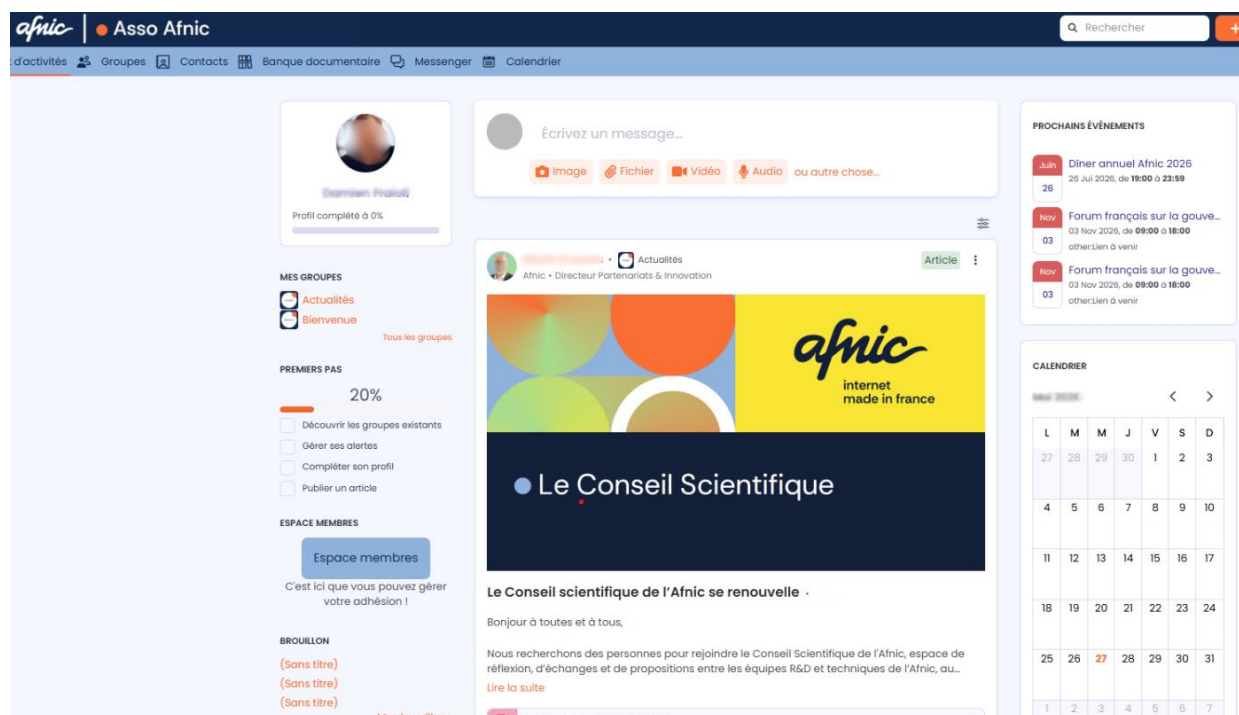 afnic
Asso Afnic
Rechercher
d'activités
Groupes
Contacts
Banque documentaire
Messenger
Calendrier
Profil complété à 0%
MES GROUPES
Actualités
Bienvenue
Tous les groupes
PREMIERS PAS
20%
Découvrir les groupes existants
Gérer ses alertes
Compléter son profil
Publier un article
ESPACE MEMBRES
Espace membres
C'est ici que vous pouvez gérer
votre adhésion !
BROUILLON
(Sans titre)
(Sans titre)
(Sans titre)
Écrivez un message...
Image
Fichier
Vidéo
Audio
ou autre chose...
• Actualités
Article
Afnic • Directeur Partenariats & Innovation
afnic
internet
made in france
Le Conseil Scientifique
Le Conseil scientifique de l'Afnic se renouvelle
Bonjour à toutes et à tous,
Nous recherchons des personnes pour rejoindre le Conseil Scientifique de l'Afnic, espace de
réflexion, d'échanges et de propositions entre les équipes R&D et techniques de l'Afnic, au...
Lire la suite
PROCHAINS ÉVÉNEMENTS
Juin
26
Dîner annuel Afnic 2026
26 Jui 2026, de 19:00 à 23:59
Nov
03
Forum français sur la gouve...
03 Nov 2026, de 09:00 à 18:00
other:Lien à venir
Nov
03
Forum français sur la gouve...
03 Nov 2026, de 09:00 à 18:00
other:Lien à venir
CALENDRIER
L M M J V S D
27 28 29 30 1 2 3
4 5 6 7 8 9 10
11 12 13 14 15 16 17
18 19 20 21 22 23 24
25 26 27 28 29 30 31
1 2 3 4 5 6 7